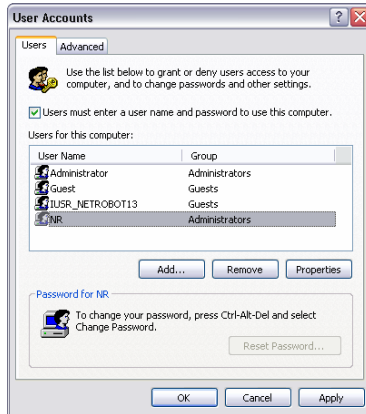 User Accounts
Users Advanced
Use the list below to grant or deny users access to your
computer, and to change passwords and other settings.
Users must enter a user name and password to use this computer.
Users for this computer:
User Name Group
Administrator Administrators
Guest Guests
IUSR_NETROBOT13 Guests
NR Administrators
Add... Remove Properties
Password for NR
To change your password, press Ctrl-Alt-Del and select
Change Password.
Reset Password...
OK Cancel Apply